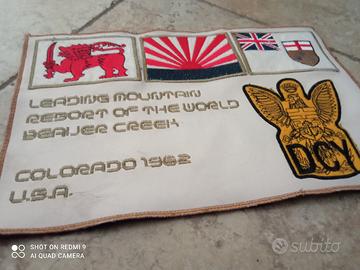 LEADING MOUNTAIN
RESORT OF THE WORLD
BEAVER CREEK
COLORADO 1982
U.S.A.
DCY
SHOT ON REDMI 9
AI QUAD CAMERA
subito